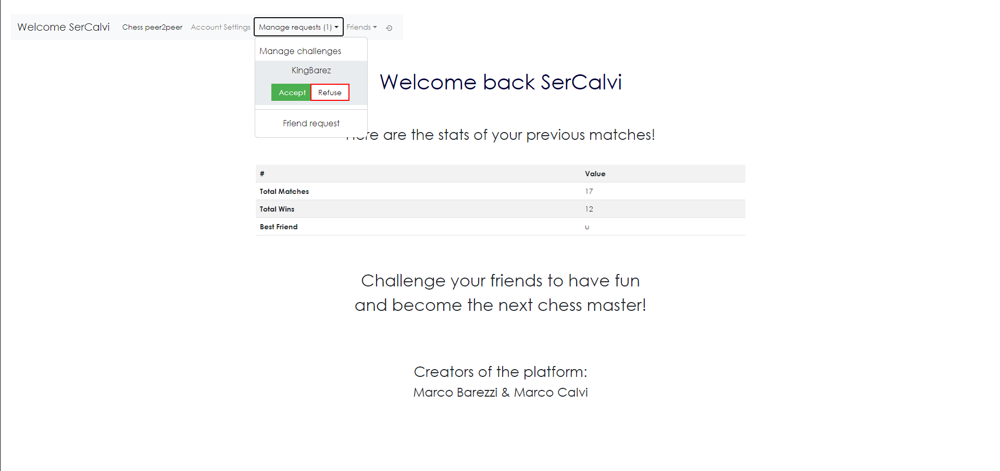 Welcome SerCalvi Chess peer2peer Account Settings Manage requests (1) Friends
Manage challenges
KingBarez
Accept Refuse
Friend request
Welcome back SerCalvi
Here are the stats of your previous matches!
# Value
Total Matches 17
Total Wins 12
Best Friend u
Challenge your friends to have fun
and become the next chess master!
Creators of the platform:
Marco Barezzi & Marco Calvi